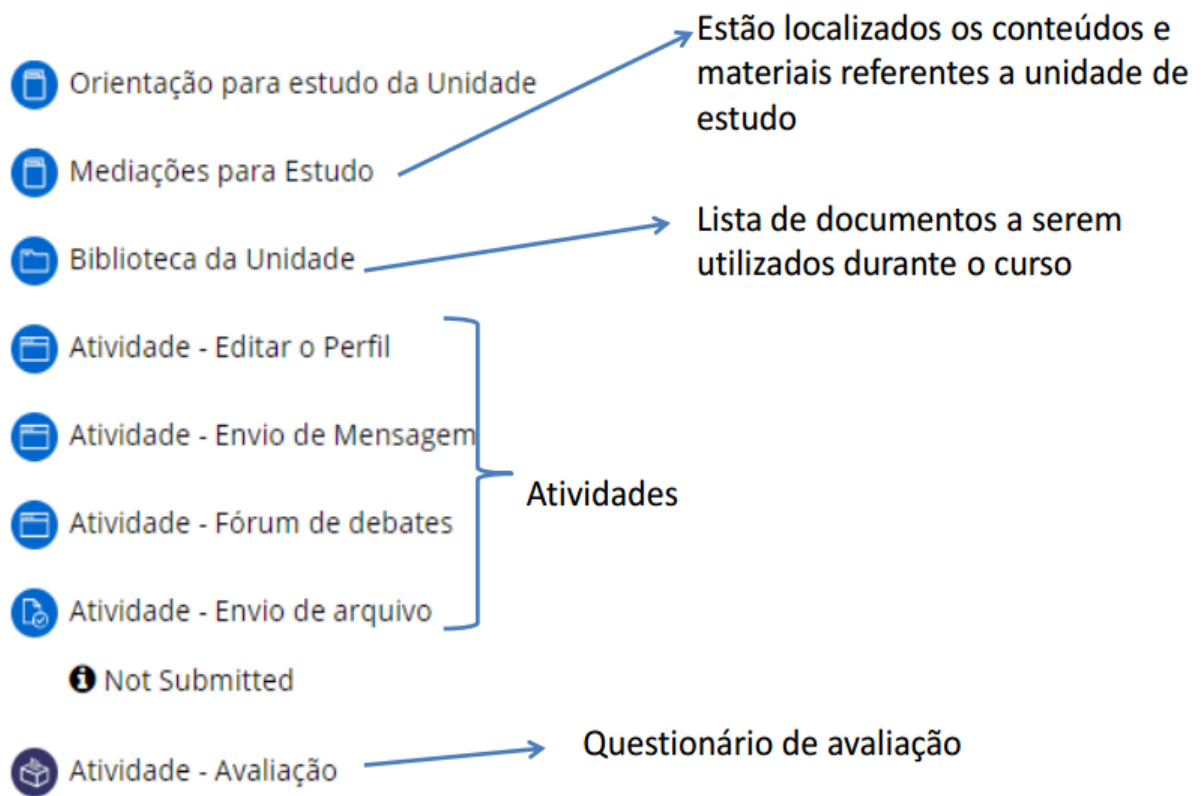 Estão localizados os conteúdos e
materiais referentes a unidade de
estudo
Orientação para estudo da Unidade
Mediações para Estudo
Lista de documentos a serem
utilizados durante o curso
Biblioteca da Unidade
Atividade - Editar o Perfil
Atividade - Envio de Mensagem
Atividades
Atividade - Fórum de debates
Atividade - Envio de arquivo
Not Submitted
Questionário de avaliação
Atividade - Avaliação